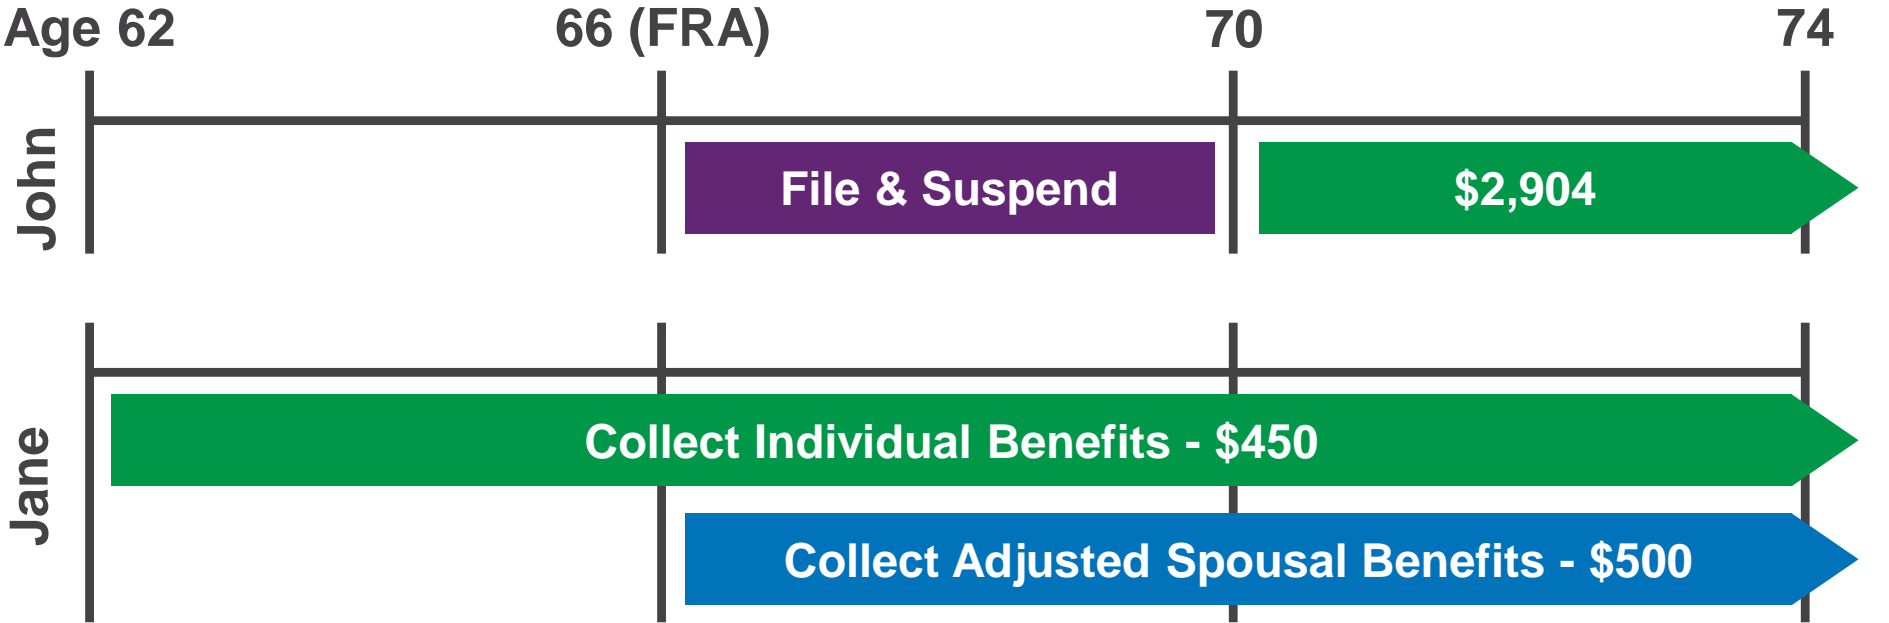 Age 62 66 (FRA) 70 74
John
File & Suspend $2,904
Jane
Collect Individual Benefits - $450
Collect Adjusted Spousal Benefits - $500